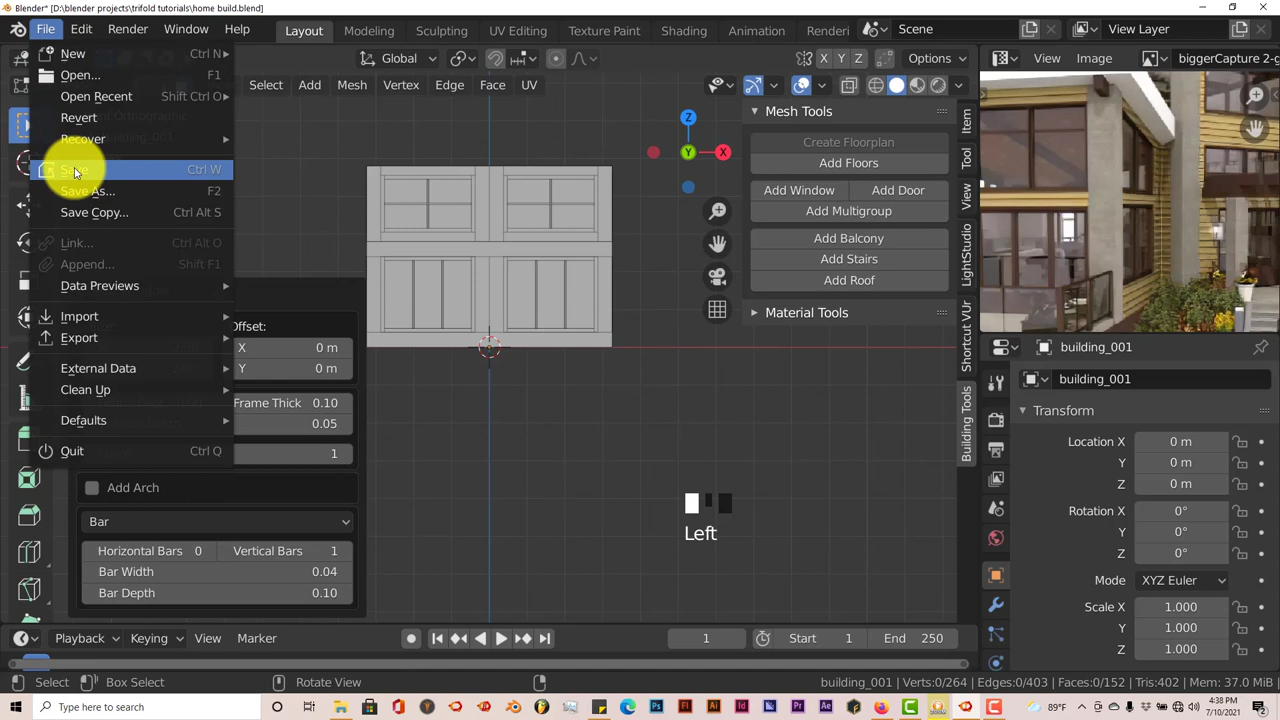 Blender* [D:\blender projects\trifold tutorials\home build.blend]
File Edit Render Window Help Layout Modeling Sculpting UV Editing Texture Paint Shading Animation Renderi Scene View Layer
New Ctrl N
Open... F1
Open Recent Shift Ctrl O
Revert
Recover
Save Ctrl W
Save As... F2
Save Copy... Ctrl Alt S
Link... Ctrl Alt O
Append... Shift F1
Data Previews
Import
Export
External Data
Clean Up
Defaults
Quit Ctrl Q
Global X Y Z Options
Select Add Mesh Vertex Edge Face UV
Orthographic
building_001
Z
Y X
Mesh Tools
Create Floorplan
Add Floors
Add Window Add Door
Add Multigroup
Add Balcony
Add Stairs
Add Roof
Material Tools
Item
Tool
View
LightStudio
Shortcut VUr
Building Tools
View Image biggerCapture 2-g
Offset:
X 0 m
Y 0 m
Frame Thick 0.10
0.05
1
Add Arch
Bar
Horizontal Bars 0 Vertical Bars 1
Bar Width 0.04
Bar Depth 0.10
Left
building_001
building_001
Transform
Location X 0 m
Y 0 m
Z 0 m
Rotation X 0°
Y 0°
Z 0°
Mode XYZ Euler
Scale X 1.000
Y 1.000
Z 1.000
Playback Keying View Marker 1 Start 1 End 250
Select Box Select Rotate View building_001 | Verts:0/264 | Edges:0/403 | Faces:0/152 | Tris:402 | Mem: 37.0 MiB
Type here to search
86°F
4:38 PM
7/10/2021